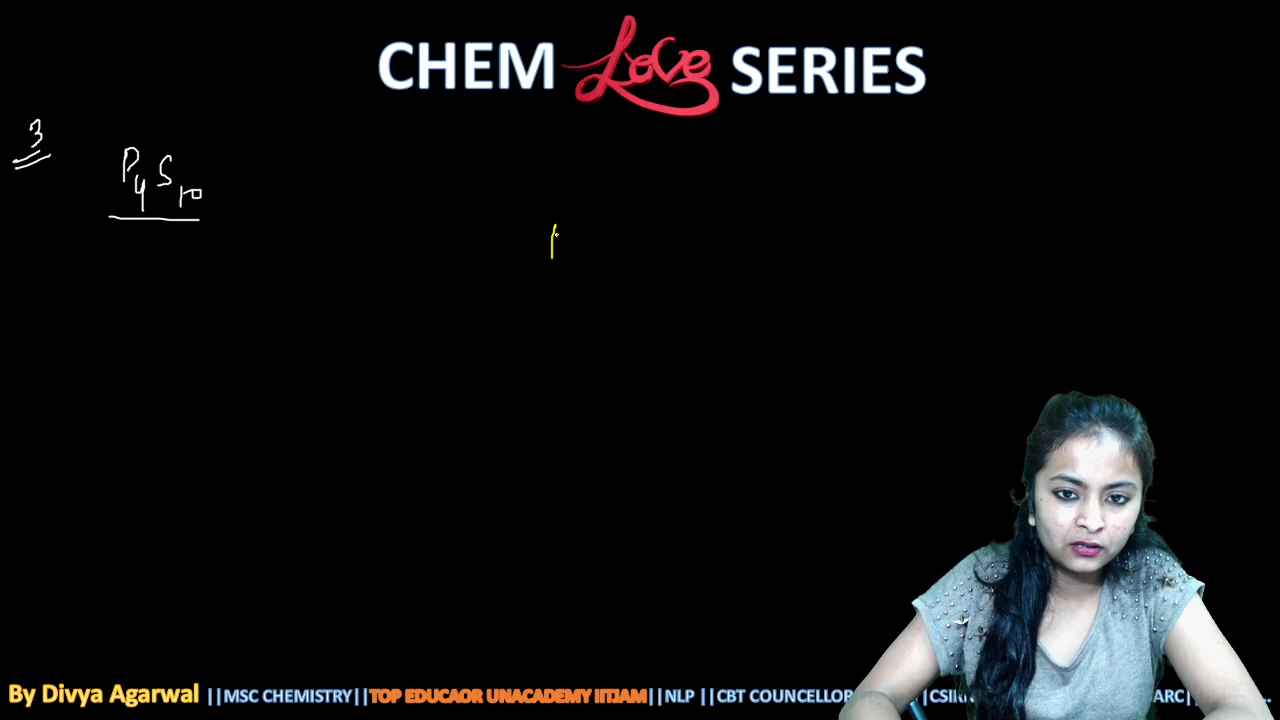 CHEM Love SERIES
3
P4S10
By Divya Agarwal ||MSC CHEMISTRY||TOP EDUCAOR UNACADEMY IITJAM||NLP ||CBT COUNCELLOR